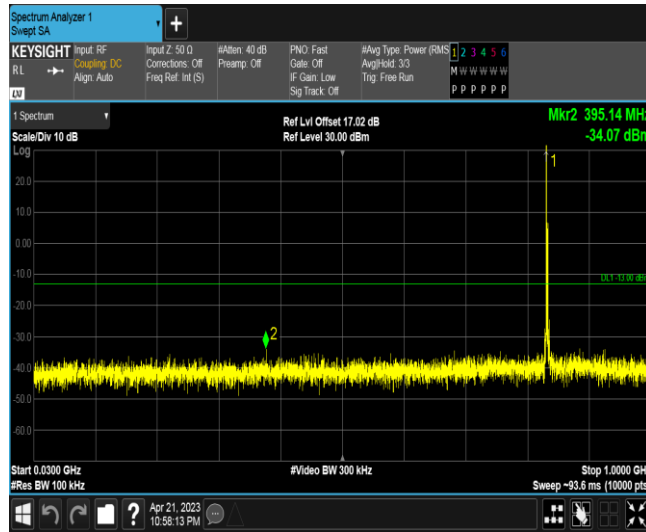 Spectrum Analyzer 1
Swept SA
KEYSIGHT
RL
LXI
Input: RF
Coupling: DC
Align: Auto
Input Z: 50 Ω
Corrections: Off
Freq Ref: Int (S)
#Atten: 40 dB
Preamp: Off
PNO: Fast
Gate: Off
IF Gain: Low
Sig Track: Off
#Avg Type: Power (RMS
Avg|Hold: 3/3
Trig: Free Run
1 2 3 4 5 6
M W W W W W
P P P P P P
1 Spectrum
Scale/Div 10 dB
Ref Lvl Offset 17.02 dB
Ref Level 30.00 dBm
Mkr2 395.14 MHz
-34.07 dBm
Log
1
20.0
10.0
0.00
-10.0
DL1 -13.00 dBm
-20.0
-30.0
2
-40.0
-50.0
-60.0
Start 0.0300 GHz
#Res BW 100 kHz
#Video BW 300 kHz
Stop 1.0000 GH
Sweep ~93.6 ms (10000 pts
?
Apr 21, 2023
10:58:13 PM